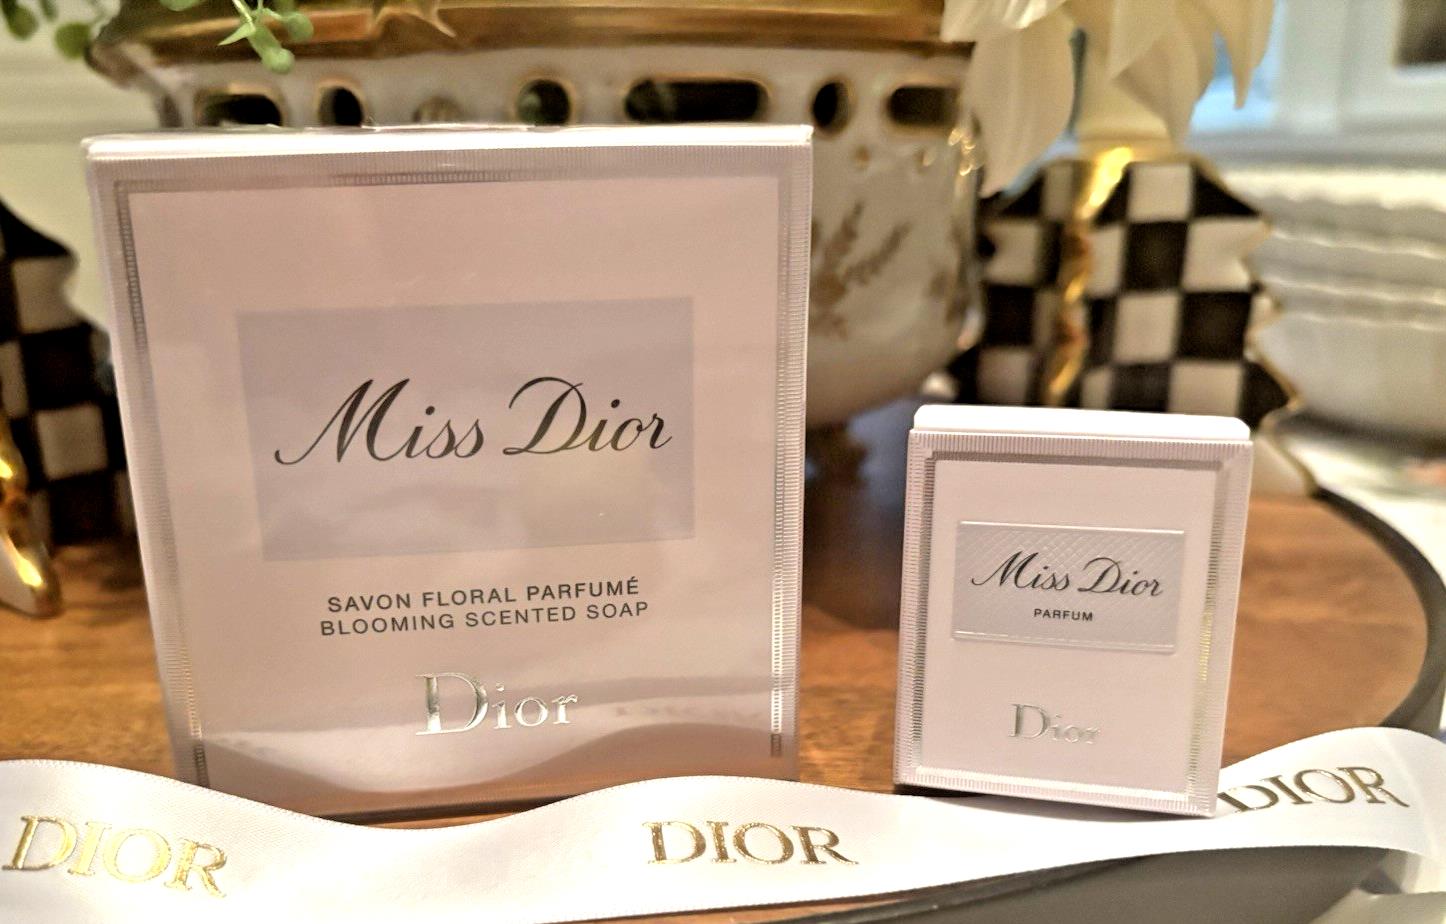 Miss Dior
SAVON FLORAL PARFUMÉ
BLOOMING SCENTED SOAP
Dior
Miss Dior
PARFUM
Dior
DIOR
DIOR
DIOR